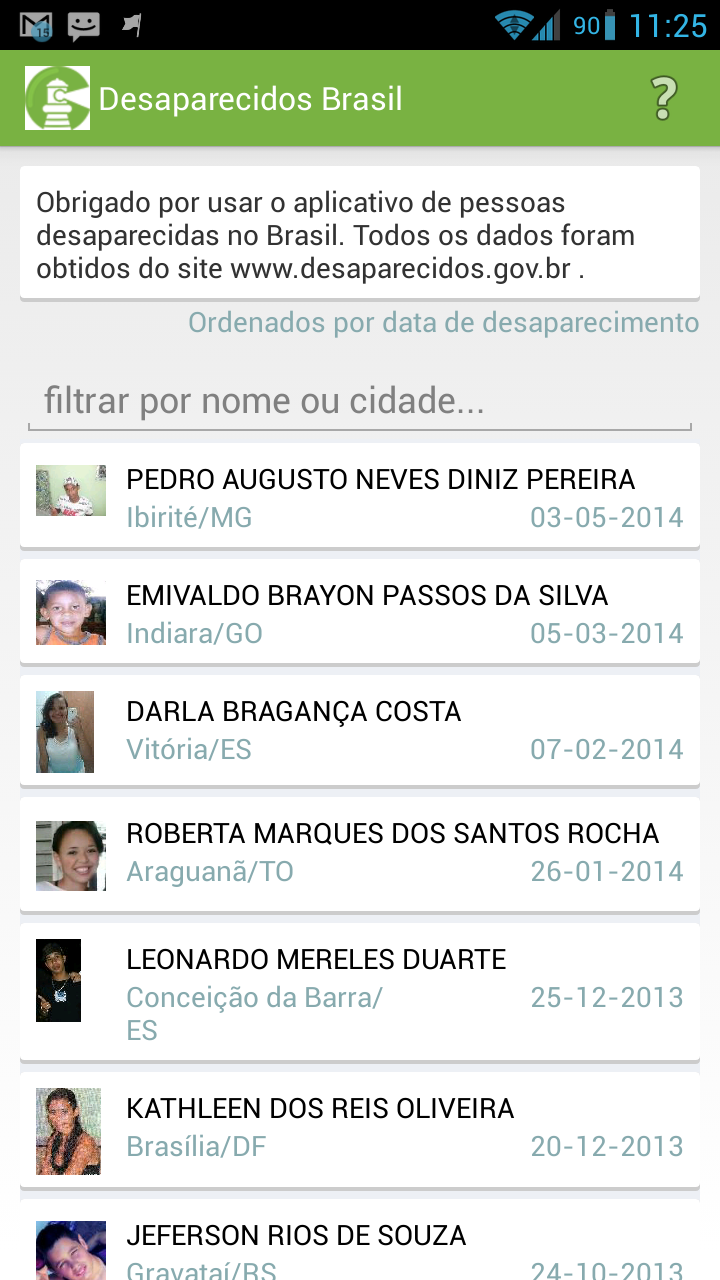 15
90
11:25
Desaparecidos Brasil
?
Obrigado por usar o aplicativo de pessoas
desaparecidas no Brasil. Todos os dados foram
obtidos do site www.desaparecidos.gov.br .
Ordenados por data de desaparecimento
filtrar por nome ou cidade...
PEDRO AUGUSTO NEVES DINIZ PEREIRA
Ibirité/MG 03-05-2014
EMIVALDO BRAYON PASSOS DA SILVA
Indiara/GO 05-03-2014
DARLA BRAGANÇA COSTA
Vitória/ES 07-02-2014
ROBERTA MARQUES DOS SANTOS ROCHA
Araguanã/TO 26-01-2014
LEONARDO MERELES DUARTE
Conceição da Barra/ 25-12-2013
ES
KATHLEEN DOS REIS OLIVEIRA
Brasília/DF 20-12-2013
JEFERSON RIOS DE SOUZA
Gravataí/RS 24-10-2013